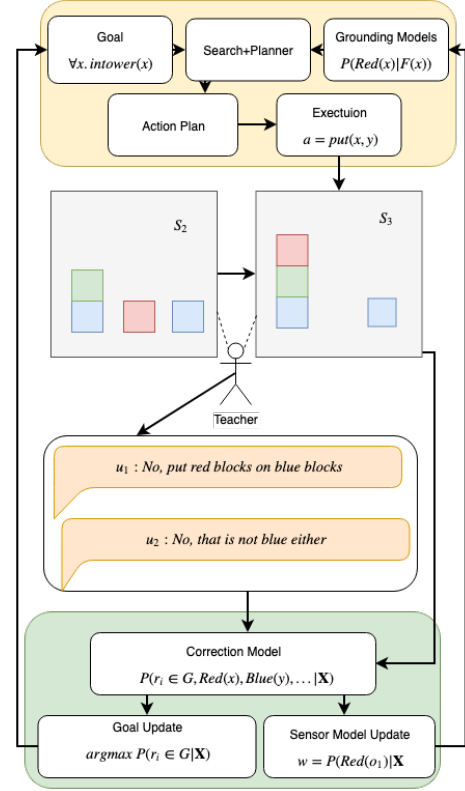 Goal
∀x. intower(x)
Search+Planner
Grounding Models
P(Red(x)|F(x))
Action Plan
Exectuion
a = put(x, y)
S₂
S₃
Teacher
u₁ : No, put red blocks on blue blocks
u₂ : No, that is not blue either
Correction Model
P(rᵢ ∈ G, Red(x), Blue(y), . . . |X)
Goal Update
argmax P(rᵢ ∈ G|X)
Sensor Model Update
w = P(Red(o₁)|X